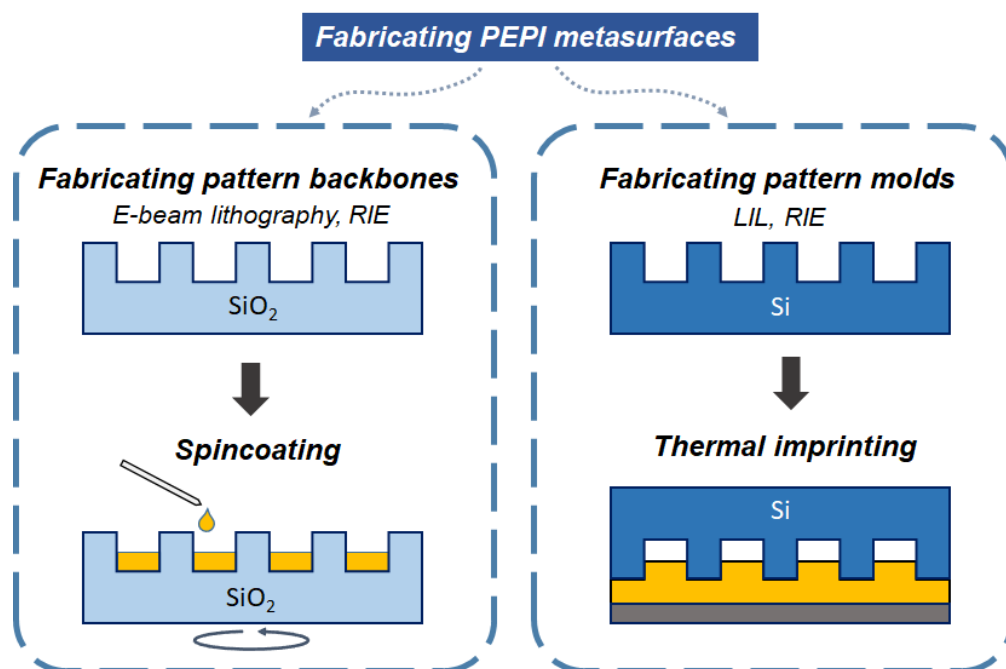 Fabricating PEPI metasurfaces
Fabricating pattern backbones
E-beam lithography, RIE
SiO₂
Spincoating
SiO₂
Fabricating pattern molds
LIL, RIE
Si
Thermal imprinting
Si